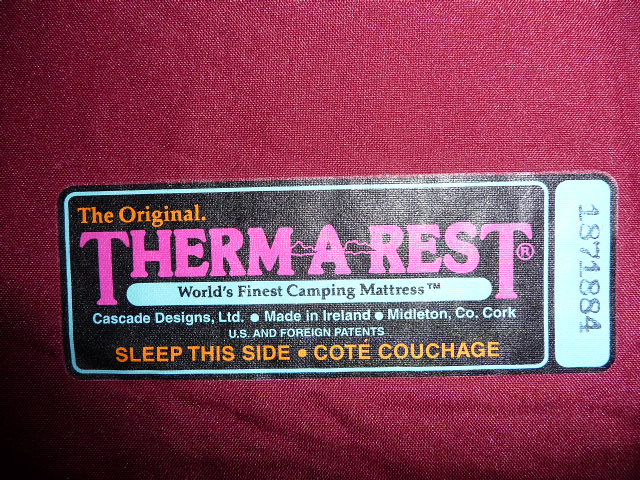 The Original.
THERM-A-REST®
World's Finest Camping Mattress™
Cascade Designs, Ltd. ● Made in Ireland ● Midleton, Co. Cork
U.S. AND FOREIGN PATENTS
SLEEP THIS SIDE • COTÉ COUCHAGE
1371884